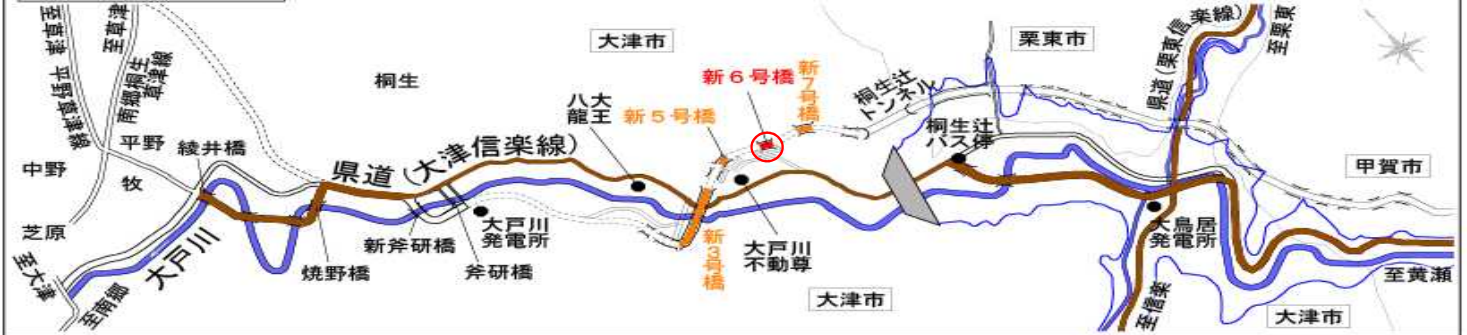 至草津
平野草津線
至草津
南郷桐生
草津線
大津市
桐生
栗東市
県道(栗東信楽線)
至栗東
新6号橋
新7号橋
桐生辻
トンネル
八大
龍王
新5号橋
桐生辻
バス停
中野
平野
綾井橋
牧
県道(大津信楽線)
甲賀市
芝原
大戸川
新斧研橋
大戸川
発電所
新3号橋
大戸川
不動尊
大鳥居
発電所
至大津
至南郷
焼野橋
斧研橋
大津市
至信楽
大津市
至黄瀬